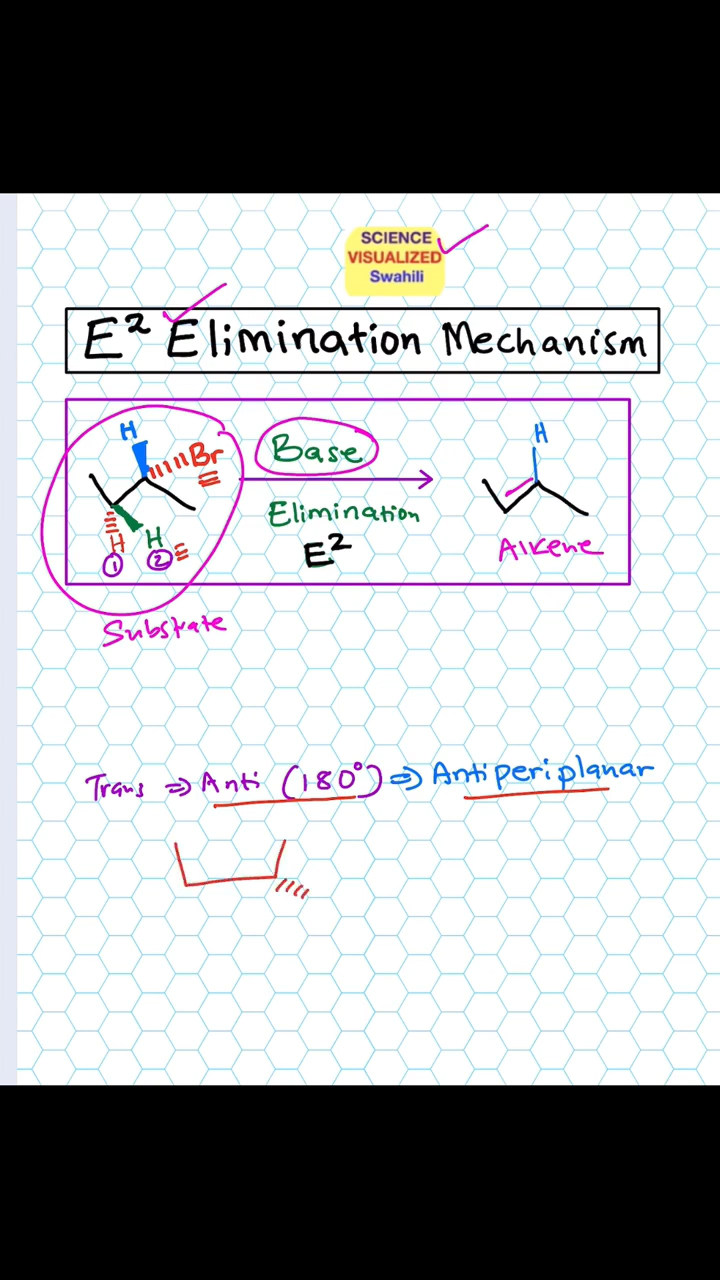 SCIENCE
VISUALIZED
Swahili
E² Elimination Mechanism
H
Br
H
H
1
2
Base
Elimination
E²
H
Alkene
Substrate
Trans ⇒ Anti (180°) ⇒ Antiperiplanar